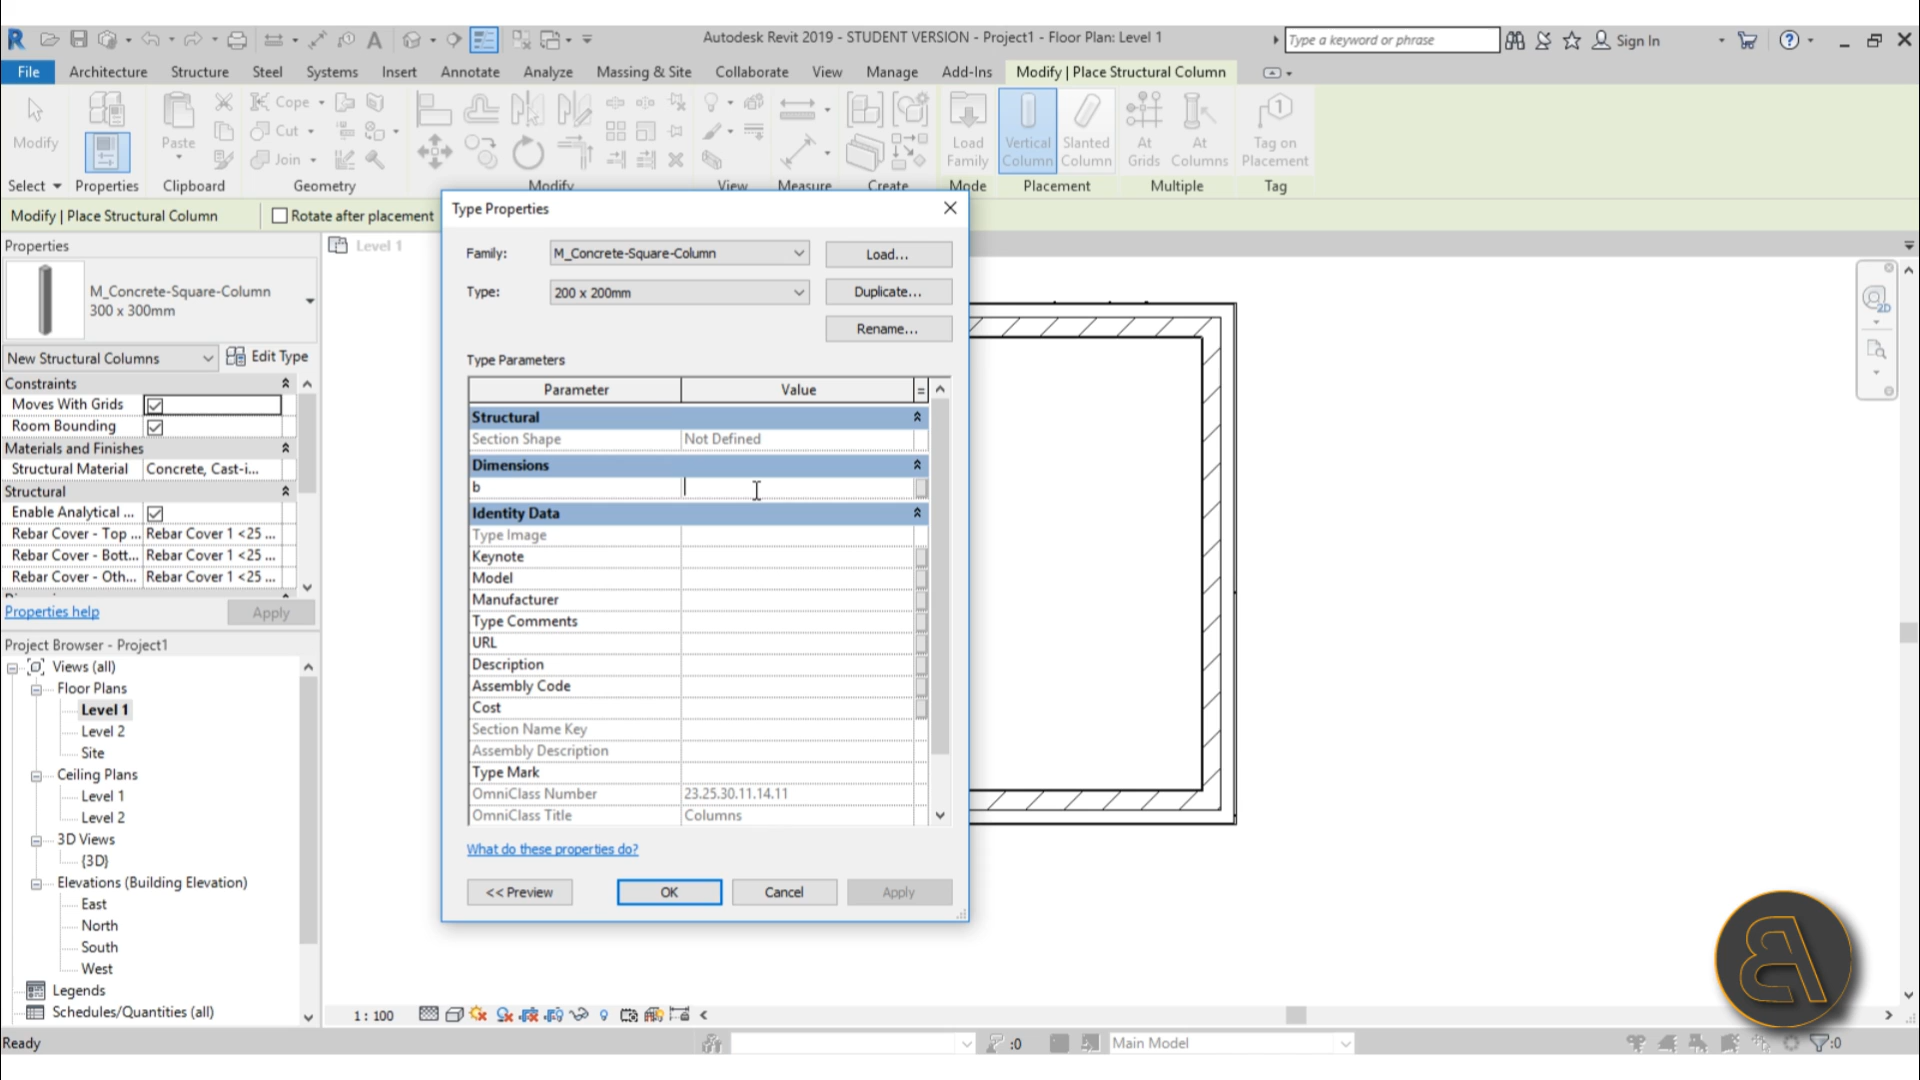 Autodesk Revit 2019 - STUDENT VERSION - Project1 - Floor Plan: Level 1
Type a keyword or phrase
Sign In
File Architecture Structure Steel Systems Insert Annotate Analyze Massing & Site Collaborate View Manage Add-Ins Modify | Place Structural Column
Modify
Paste
Cope
Cut
Join
Load Family
Vertical Column
Slanted Column
At Grids
At Columns
Tag on Placement
Select Properties Clipboard Geometry Modify View Measure Create Mode Placement Multiple Tag
Modify | Place Structural Column
Rotate after placement
Properties
M_Concrete-Square-Column
300 x 300mm
New Structural Columns
Edit Type
Constraints
Moves With Grids
Room Bounding
Materials and Finishes
Structural Material Concrete, Cast-i...
Structural
Enable Analytical ...
Rebar Cover - Top ... Rebar Cover 1 <25 ...
Rebar Cover - Bott... Rebar Cover 1 <25 ...
Rebar Cover - Oth... Rebar Cover 1 <25 ...
Properties help
Apply
Project Browser - Project1
Views (all)
Floor Plans
Level 1
Level 2
Site
Ceiling Plans
Level 1
Level 2
3D Views
{3D}
Elevations (Building Elevation)
East
North
South
West
Legends
Schedules/Quantities (all)
Level 1
Type Properties
Family: M_Concrete-Square-Column Load...
Type: 200 x 200mm Duplicate...
Rename...
Type Parameters
Parameter Value =
Structural
Section Shape Not Defined
Dimensions
b
Identity Data
Type Image
Keynote
Model
Manufacturer
Type Comments
URL
Description
Assembly Code
Cost
Section Name Key
Assembly Description
Type Mark
OmniClass Number 23.25.30.11.14.11
OmniClass Title Columns
What do these properties do?
<< Preview OK Cancel Apply
2D
1 : 100
Ready
:0
Main Model
:0